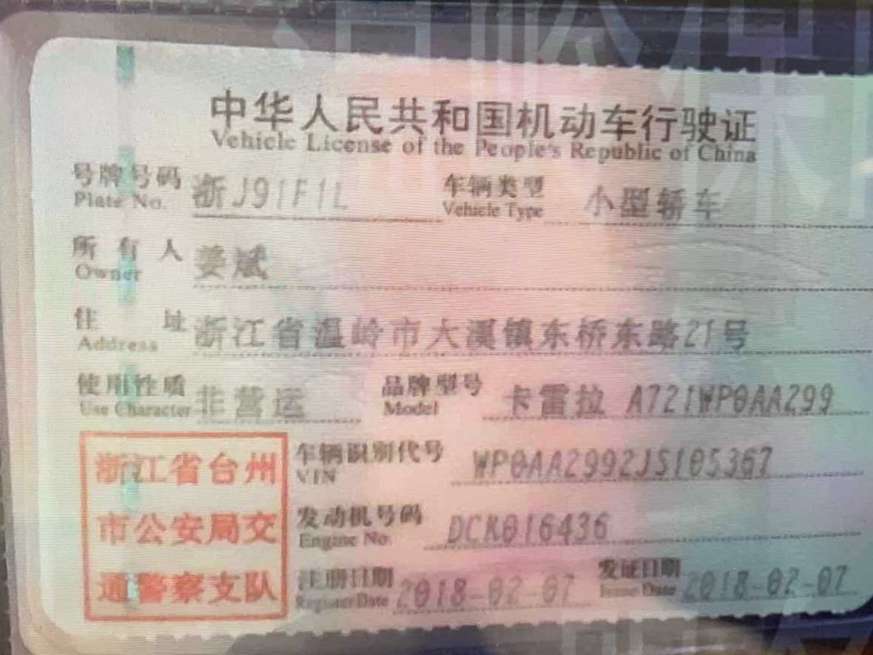 中华人民共和国机动车行驶证
Vehicle License of the People's Republic of China
号牌号码 浙J91F1L 车辆类型 小型轿车
Plate No. Vehicle Type
所有人 姜斌
Owner
住址 浙江省温岭市大溪镇东桥东路21号
Address
使用性质 非营运 品牌型号 卡雷拉 A721WP0AA299
Use Character Model
浙江省台州
市公安局交
通警察支队
车辆识别代号 WP0AA2992JS105367
VIN
发动机号码 DCK016436
Engine No.
注册日期 2018-02-07 发证日期 2018-02-07
Register Date Issue Date